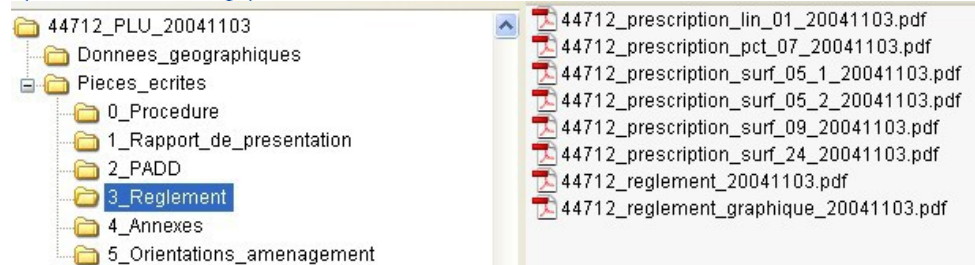 44712_PLU_20041103
Donnees_geographiques
Pieces_ecrites
0_Procedure
1_Rapport_de_presentation
2_PADD
3_Reglement
4_Annexes
5_Orientations_amenagement
44712_prescription_lin_01_20041103.pdf
44712_prescription_pct_07_20041103.pdf
44712_prescription_surf_05_1_20041103.pdf
44712_prescription_surf_05_2_20041103.pdf
44712_prescription_surf_09_20041103.pdf
44712_prescription_surf_24_20041103.pdf
44712_reglement_20041103.pdf
44712_reglement_graphique_20041103.pdf